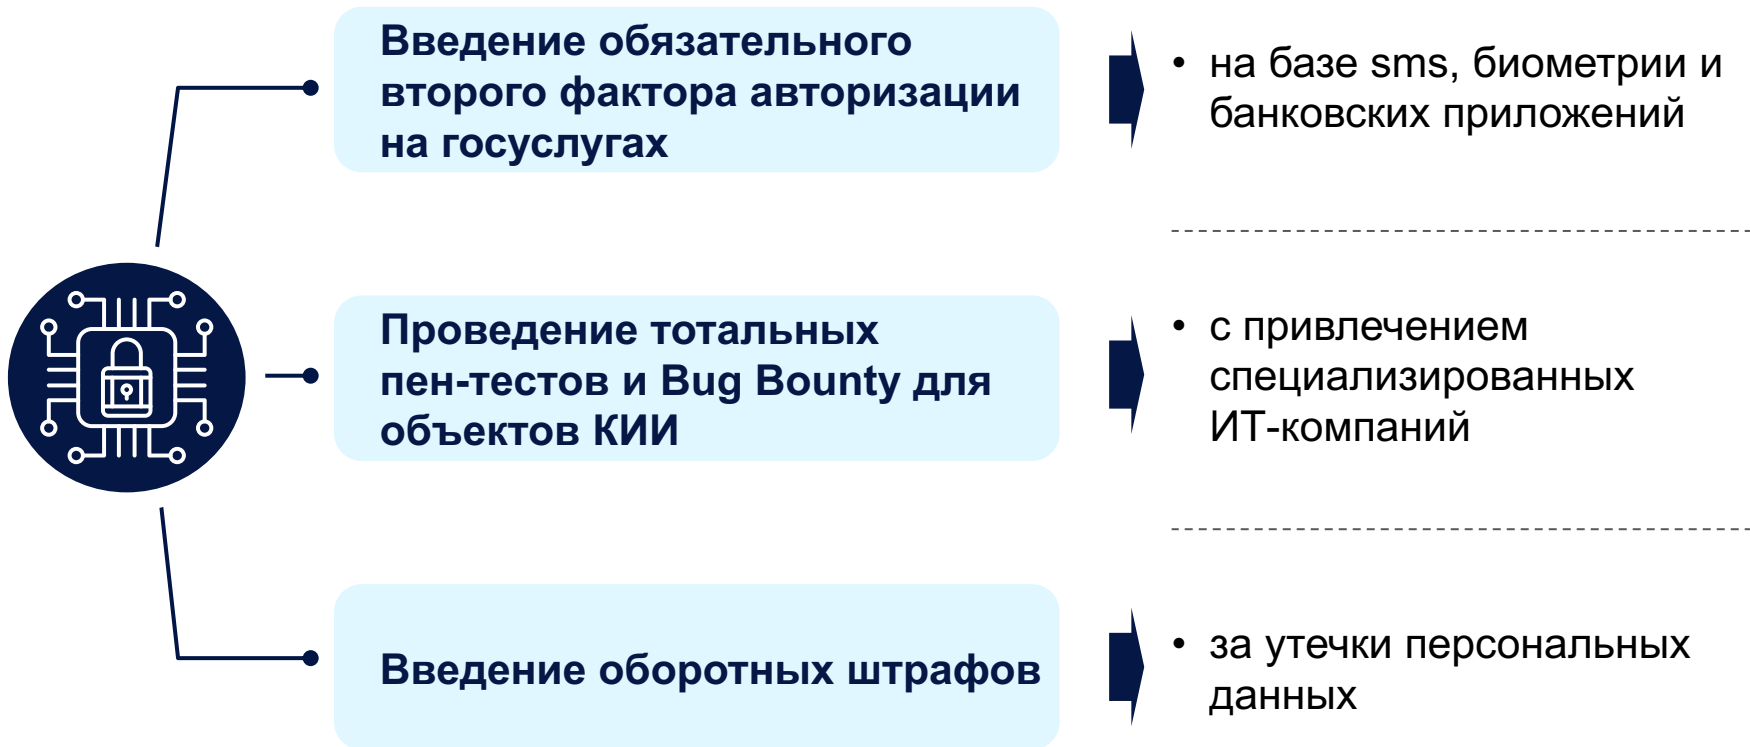 Введение обязательного
второго фактора авторизации
на госуслугах
• на базе sms, биометрии и
банковских приложений
Проведение тотальных
пен-тестов и Bug Bounty для
объектов КИИ
• с привлечением
специализированных
ИТ-компаний
Введение оборотных штрафов
• за утечки персональных
данных